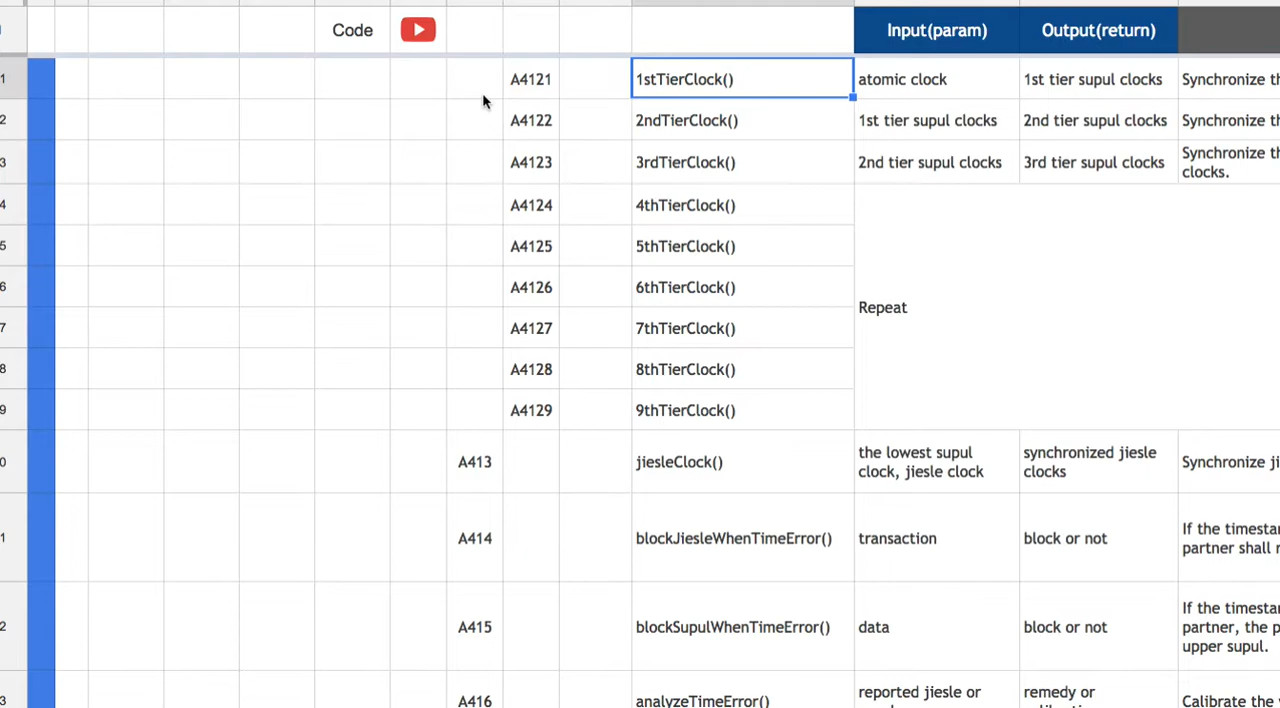 Code Input(param) Output(return)
1 A4121 1stTierClock() atomic clock 1st tier supul clocks Synchronize th
2 A4122 2ndTierClock() 1st tier supul clocks 2nd tier supul clocks Synchronize th
3 A4123 3rdTierClock() 2nd tier supul clocks 3rd tier supul clocks Synchronize th
clocks.
4 A4124 4thTierClock()
5 A4125 5thTierClock()
6 A4126 6thTierClock()
Repeat
7 A4127 7thTierClock()
8 A4128 8thTierClock()
9 A4129 9thTierClock()
0 A413 jiesleClock() the lowest supul synchronized jiesle Synchronize ji
clock, jiesle clock clocks
1 A414 blockJiesleWhenTimeError() transaction block or not If the timesta
partner shall r
2 A415 blockSupulWhenTimeError() data block or not If the timesta
partner, the p
upper supul.
3 A416 analyzeTimeError() reported jiesle or remedy or Calibrate the